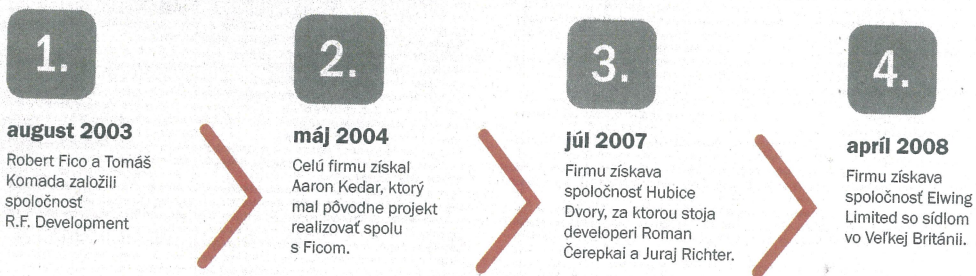 1.
august 2003
Robert Fico a Tomáš
Komada založili
spoločnosť
R.F. Development
2.
máj 2004
Celú firmu získal
Aaron Kedar, ktorý
mal pôvodne projekt
realizovať spolu
s Ficom.
3.
júl 2007
Firmu získava
spoločnosť Hubice
Dvory, za ktorou stoja
developeri Roman
Čerepkai a Juraj Richter.
4.
apríl 2008
Firmu získava
spoločnosť Elwing
Limited so sídlom
vo Veľkej Británii.